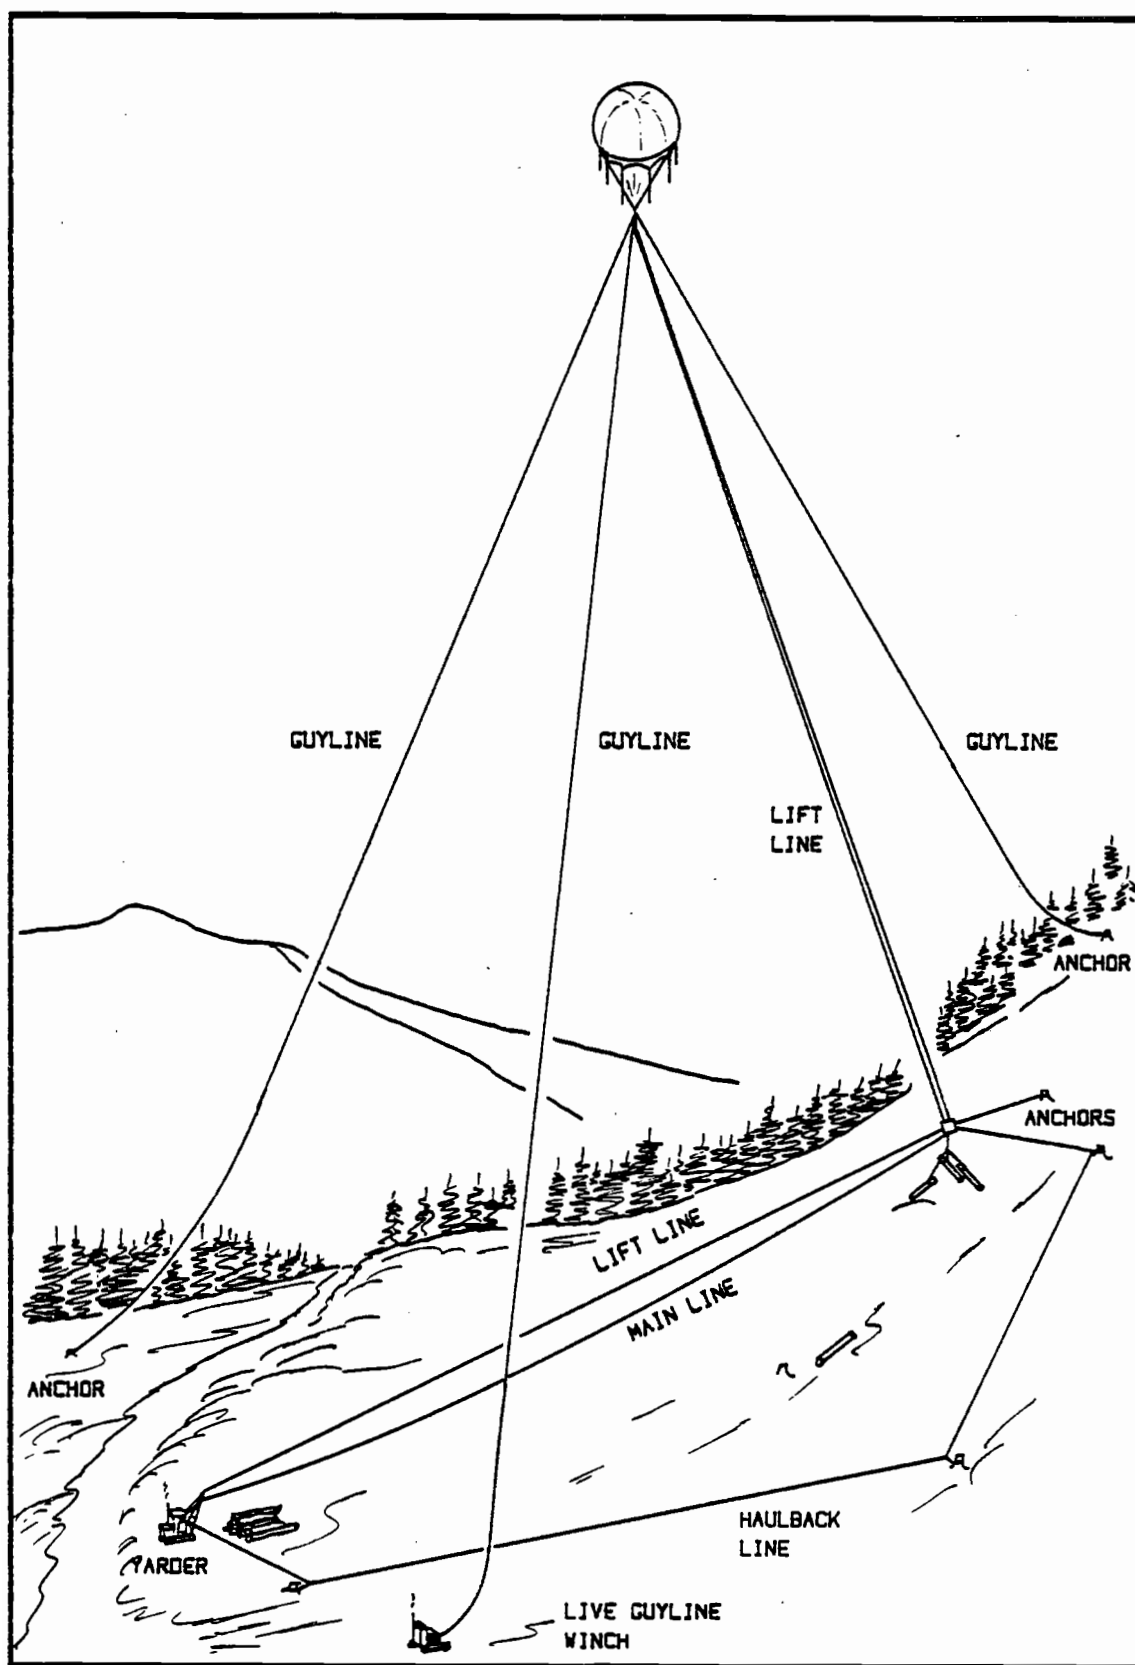 GUYLINE
GUYLINE
GUYLINE
LIFT
LINE
ANCHOR
ANCHORS
LIFT LINE
MAIN LINE
ANCHOR
HAULBACK
LINE
YARDER
LIVE GUYLINE
WINCH